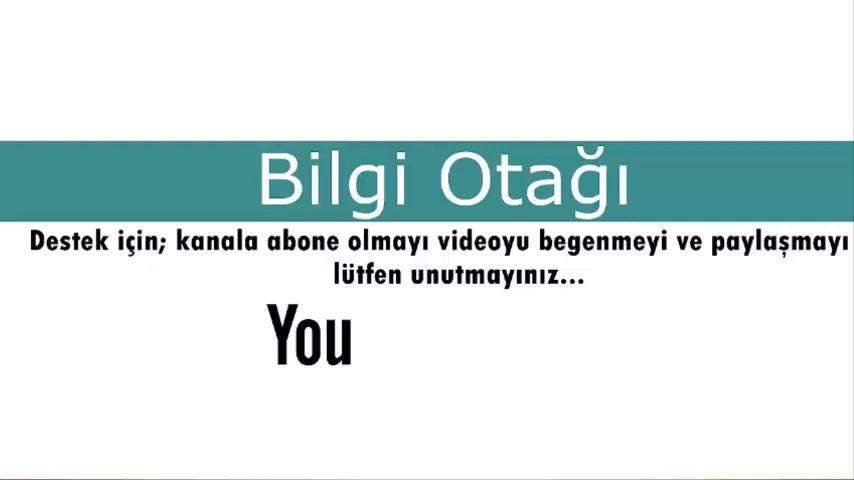 Bilgi Otağı
Destek için; kanala abone olmayı videoyu begenmeyi ve paylaşmayı
lütfen unutmayınız...
You